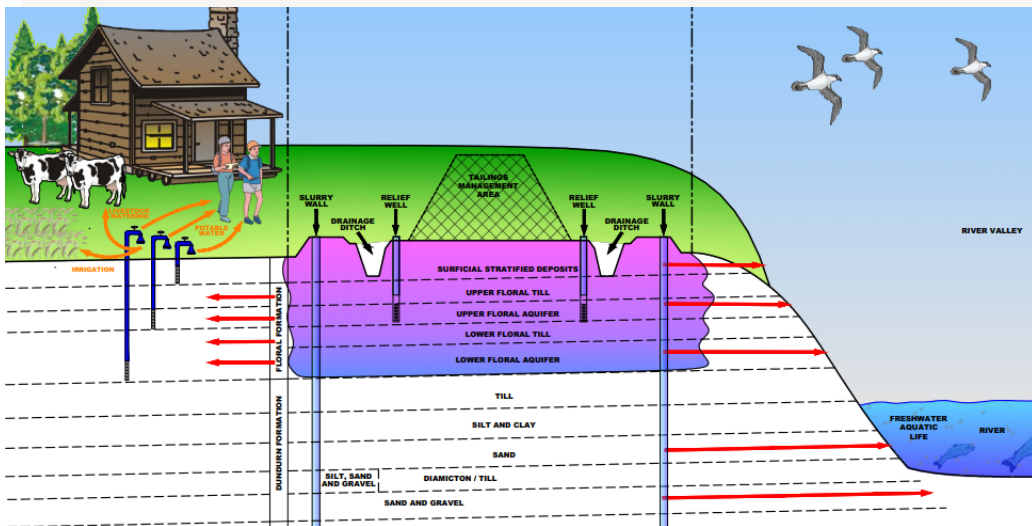 TAILINGS
MANAGEMENT
AREA
SLURRY
WALL
RELIEF
WELL
DRAINAGE
DITCH
RELIEF
WELL
SLURRY
WALL
DRAINAGE
DITCH
LIVESTOCK
WATERING
POTABLE
WATER
IRRIGATION
RIVER VALLEY
SURFICIAL STRATIFIED DEPOSITS
UPPER FLORAL TILL
UPPER FLORAL AQUIFER
LOWER FLORAL TILL
LOWER FLORAL AQUIFER
FLORAL FORMATION
TILL
SILT AND CLAY
SAND
SILT, SAND
AND GRAVEL
DIAMICTON / TILL
SAND AND GRAVEL
DUNDURN FORMATION
FRESHWATER
AQUATIC
LIFE
RIVER